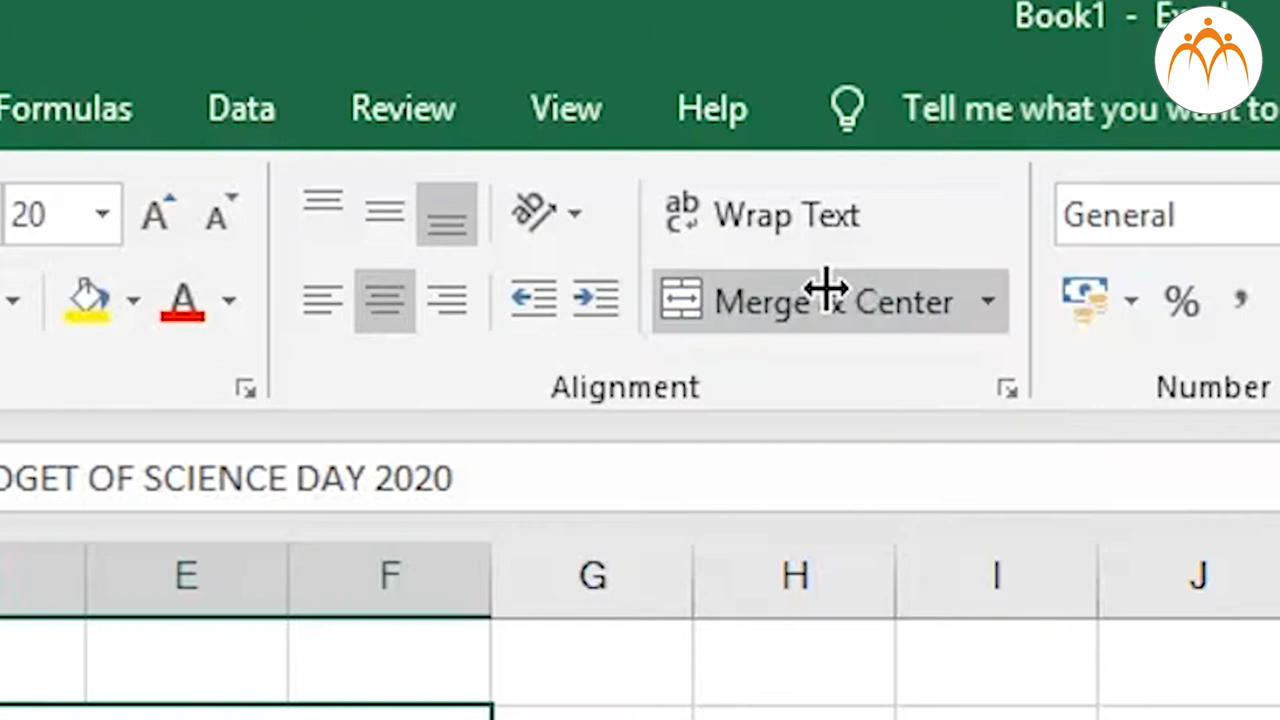 Book1 -
Formulas Data Review View Help Tell me what you want to
20 A A ab ab Wrap Text General
A Merge & Center % ,
Alignment Number
DGET OF SCIENCE DAY 2020
E F G H I J